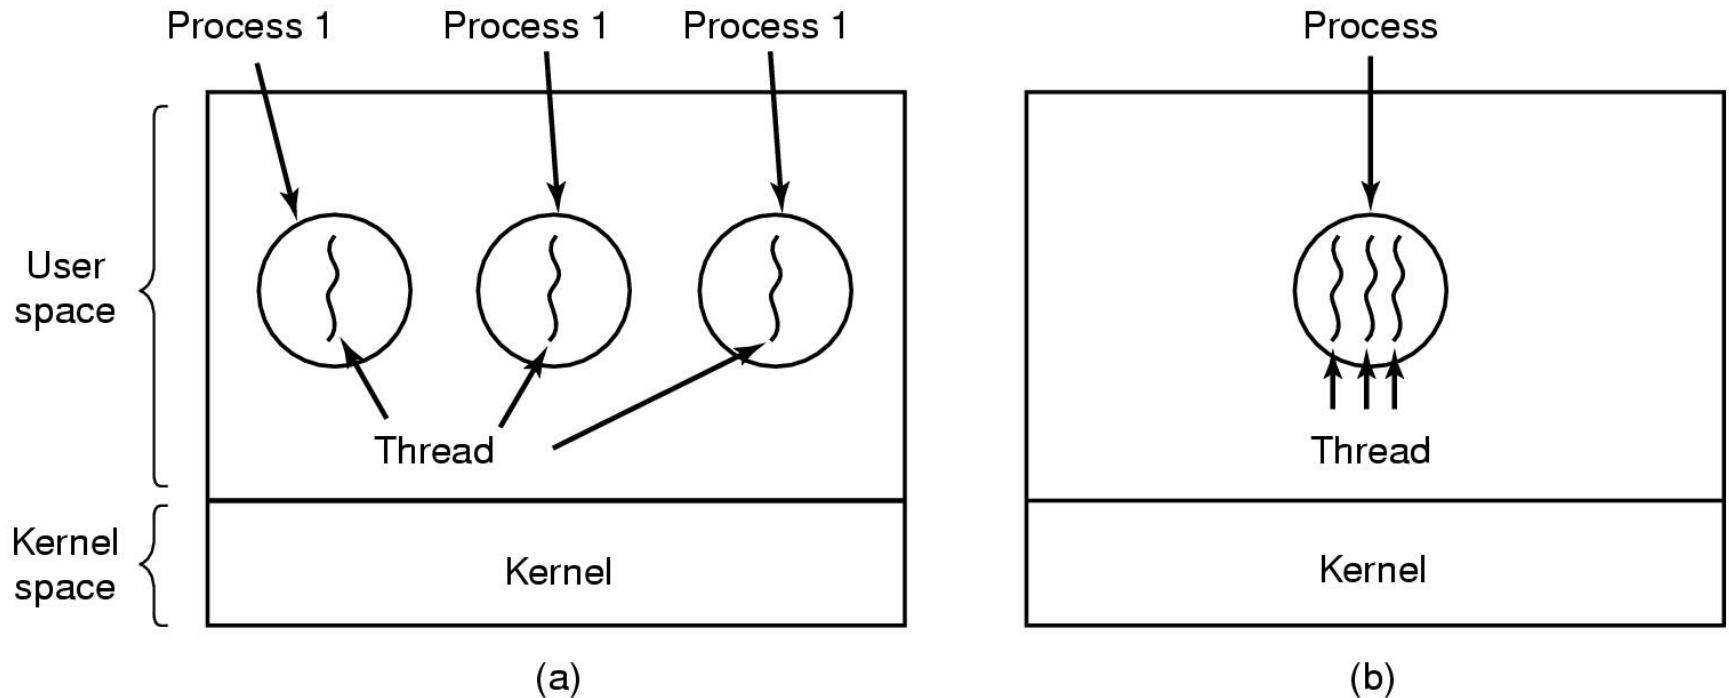 Process 1
Process 1
Process 1
Process
User
space
Thread
Thread
Kernel
space
Kernel
Kernel
(a)
(b)